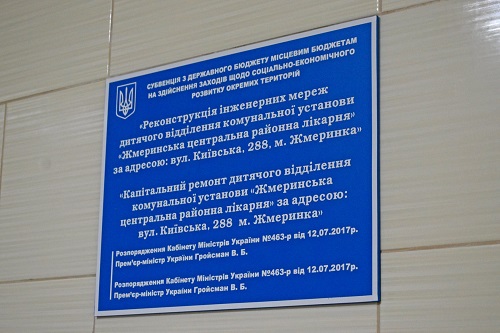 СУБВЕНЦІЯ З ДЕРЖАВНОГО БЮДЖЕТУ МІСЦЕВИМ БЮДЖЕТАМ
НА ЗДІЙСНЕННЯ ЗАХОДІВ ЩОДО СОЦІАЛЬНО-ЕКОНОМІЧНОГО
РОЗВИТКУ ОКРЕМИХ ТЕРИТОРІЙ
«Реконструкція інженерних мереж
дитячого відділення комунальної установи
«Жмеринська центральна районна лікарня»
за адресою: вул. Київська, 288, м. Жмеринка»
«Капітальний ремонт дитячого відділення
комунальної установи «Жмеринська
центральна районна лікарня» за адресою:
вул. Київська, 288 м. Жмеринка»
Розпорядження Кабінету Міністрів України №463-р від 12.07.2017р.
Прем'єр-міністр України Гройсман В. Б.
Розпорядження Кабінету Міністрів України №463-р від 12.07.2017р.
Прем'єр-міністр України Гройсман В. Б.